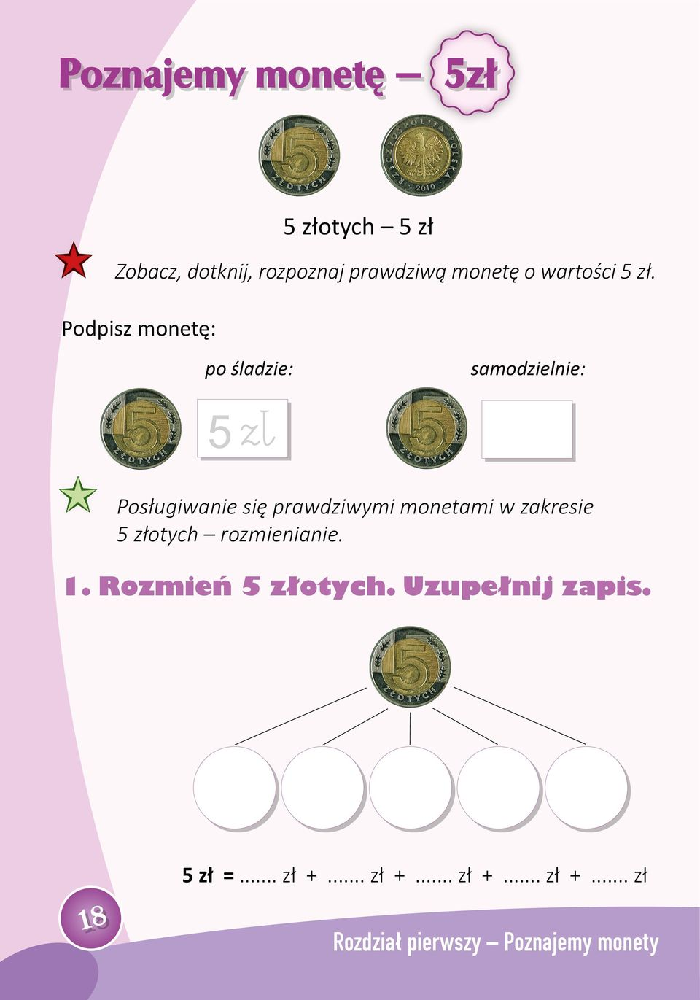 Poznajemy monetę – 5zł
5 ZŁOTYCH
RZECZPOSPOLITA POLSKA 2010
5 złotych – 5 zł
Zobacz, dotknij, rozpoznaj prawdziwą monetę o wartości 5 zł.
Podpisz monetę:
po śladzie: samodzielnie:
5 ZŁOTYCH
5 zł
5 ZŁOTYCH
Posługiwanie się prawdziwymi monetami w zakresie
5 złotych – rozmienianie.
1. Rozmień 5 złotych. Uzupełnij zapis.
5 ZŁOTYCH
5 zł = ... zł + ... zł + ... zł + ... zł + ... zł
18
Rozdział pierwszy – Poznajemy monety